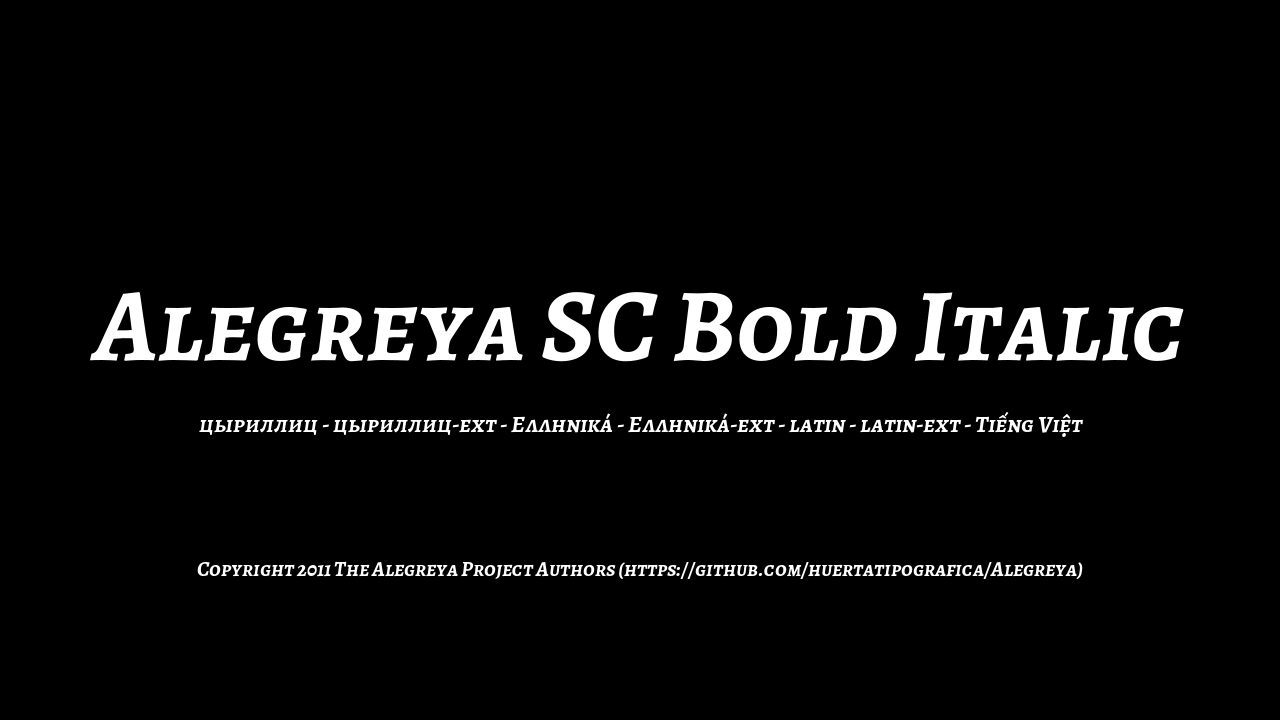 Alegreya SC Bold Italic
цыриллиц - цыриллиц-ext - Ελληνικά - Ελληνικά-ext - latin - latin-ext - Tiếng Việt
Copyright 2011 The Alegreya Project Authors (https://github.com/huertatipografica/Alegreya)